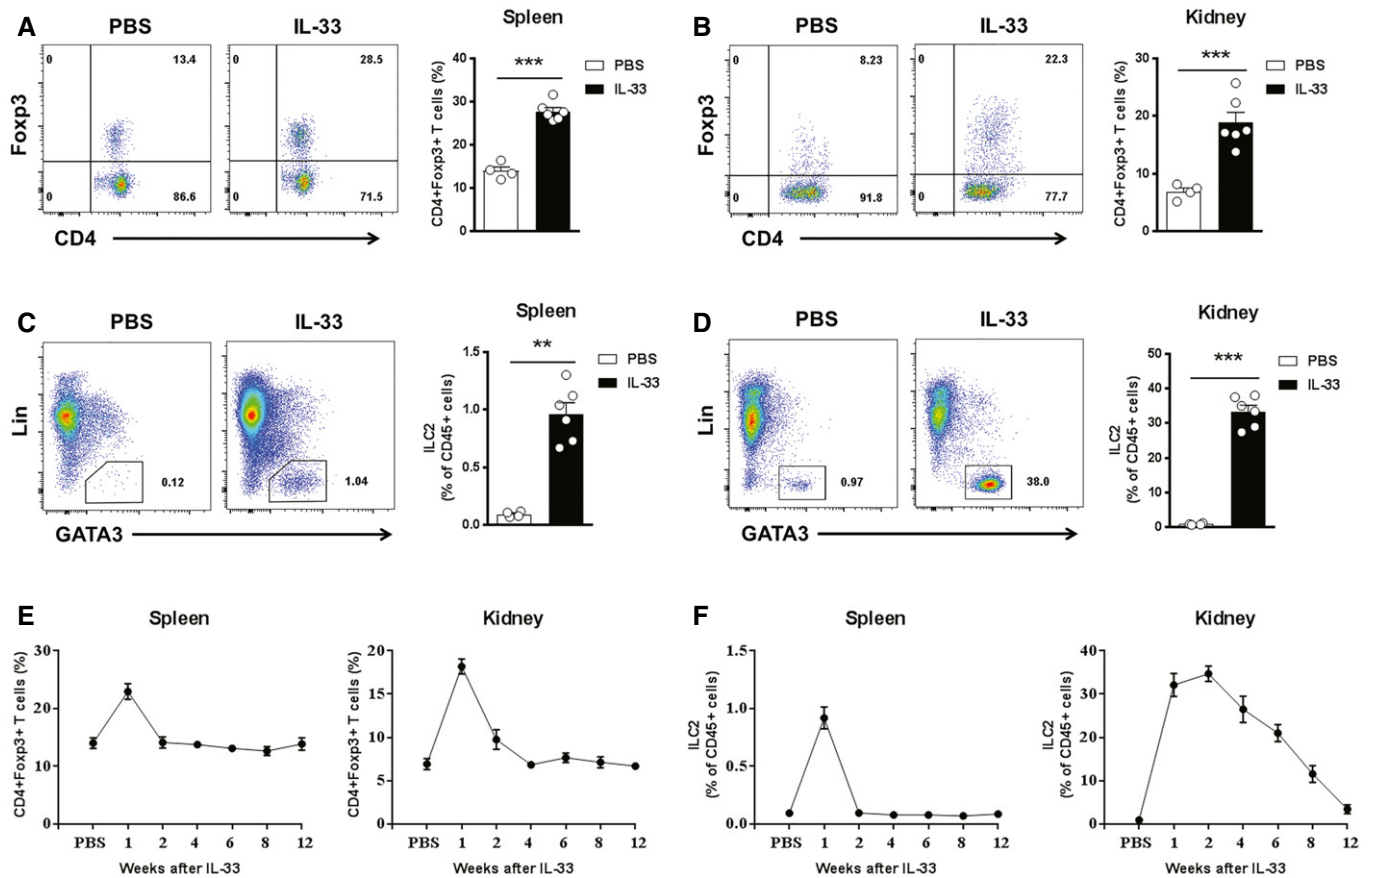 A
PBS
IL-33
Spleen
Foxp3
0
13.4
0
86.6
0
28.5
0
71.5
CD4
CD4+Foxp3+ T cells (%)
40
30
20
10
0
***
PBS
IL-33
B
PBS
IL-33
Kidney
Foxp3
0
8.23
0
91.8
0
22.3
0
77.7
CD4
CD4+Foxp3+ T cells (%)
30
20
10
0
***
PBS
IL-33
C
PBS
IL-33
Spleen
Lin
0.12
1.04
GATA3
ILC2
(% of CD45+ cells)
1.5
1.0
0.5
0.0
**
PBS
IL-33
D
PBS
IL-33
Kidney
Lin
0.97
38.0
GATA3
ILC2
(% of CD45+ cells)
50
40
30
20
10
0
***
PBS
IL-33
E
Spleen
CD4+Foxp3+ T cells (%)
30
20
10
0
PBS 1 2 4 6 8 12
Weeks after IL-33
Kidney
CD4+Foxp3+ T cells (%)
20
15
10
5
0
PBS 1 2 4 6 8 12
Weeks after IL-33
F
Spleen
ILC2
(% of CD45+ cells)
1.5
1.0
0.5
0.0
PBS 1 2 4 6 8 12
Weeks after IL-33
Kidney
ILC2
(% of CD45+ cells)
40
30
20
10
0
PBS 1 2 4 6 8 12
Weeks after IL-33